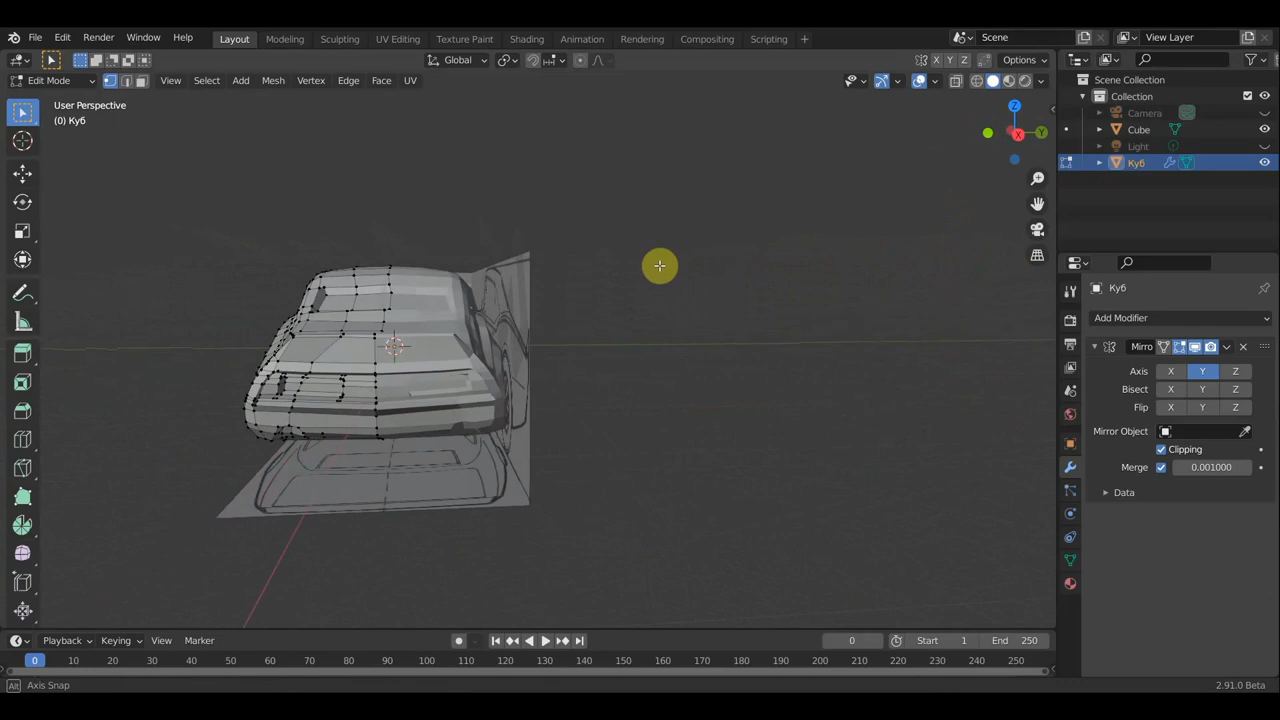 File Edit Render Window Help Layout Modeling Sculpting UV Editing Texture Paint Shading Animation Rendering Compositing Scripting + Scene View Layer
Global X Y Z Options
Edit Mode View Select Add Mesh Vertex Edge Face UV
Scene Collection
Collection
Camera
Cube
Light
Куб
User Perspective
(0) Куб
Z
X
Y
Куб
Add Modifier
Mirro
Axis X Y Z
Bisect X Y Z
Flip X Y Z
Mirror Object
Clipping
Merge 0.001000
Data
Playback Keying View Marker 0 Start 1 End 250
0 10 20 30 40 50 60 70 80 90 100 110 120 130 140 150 160 170 180 190 200 210 220 230 240 250
Alt Axis Snap 2.91.0 Beta